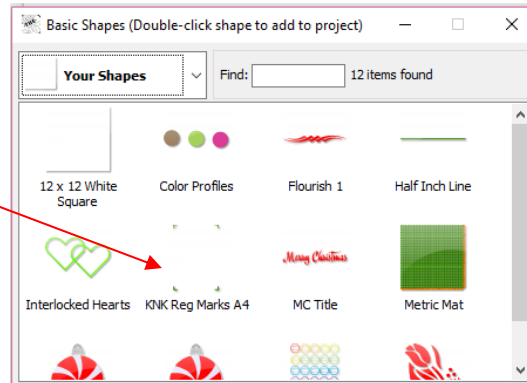 Basic Shapes (Double-click shape to add to project)
Your Shapes
Find:
12 items found
12 x 12 White
Square
Color Profiles
Flourish 1
Half Inch Line
Merry Christmas
Interlocked Hearts
KNK Reg Marks A4
MC Title
Metric Mat